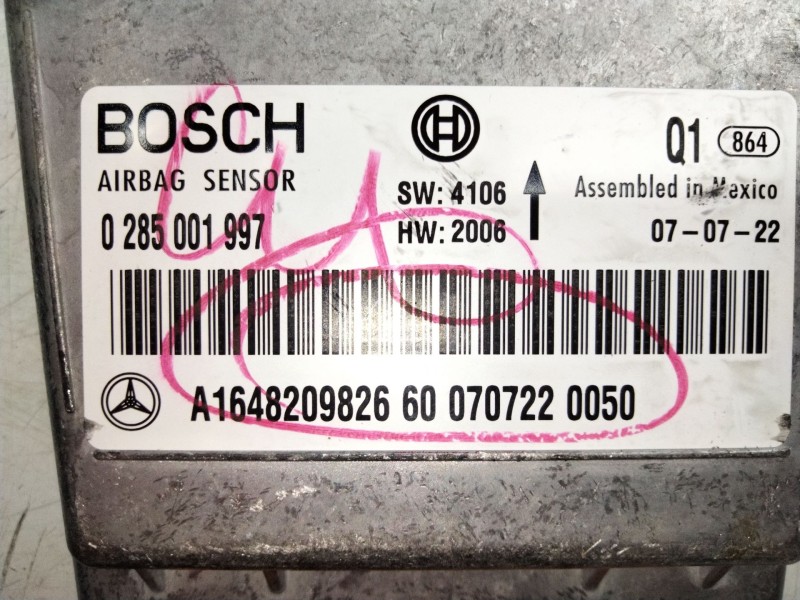 BOSCH
Q1 864
AIRBAG SENSOR
SW: 4106
Assembled in Mexico
0 285 001 997
HW: 2006
07-07-22
A1648209826 60 070722 0050